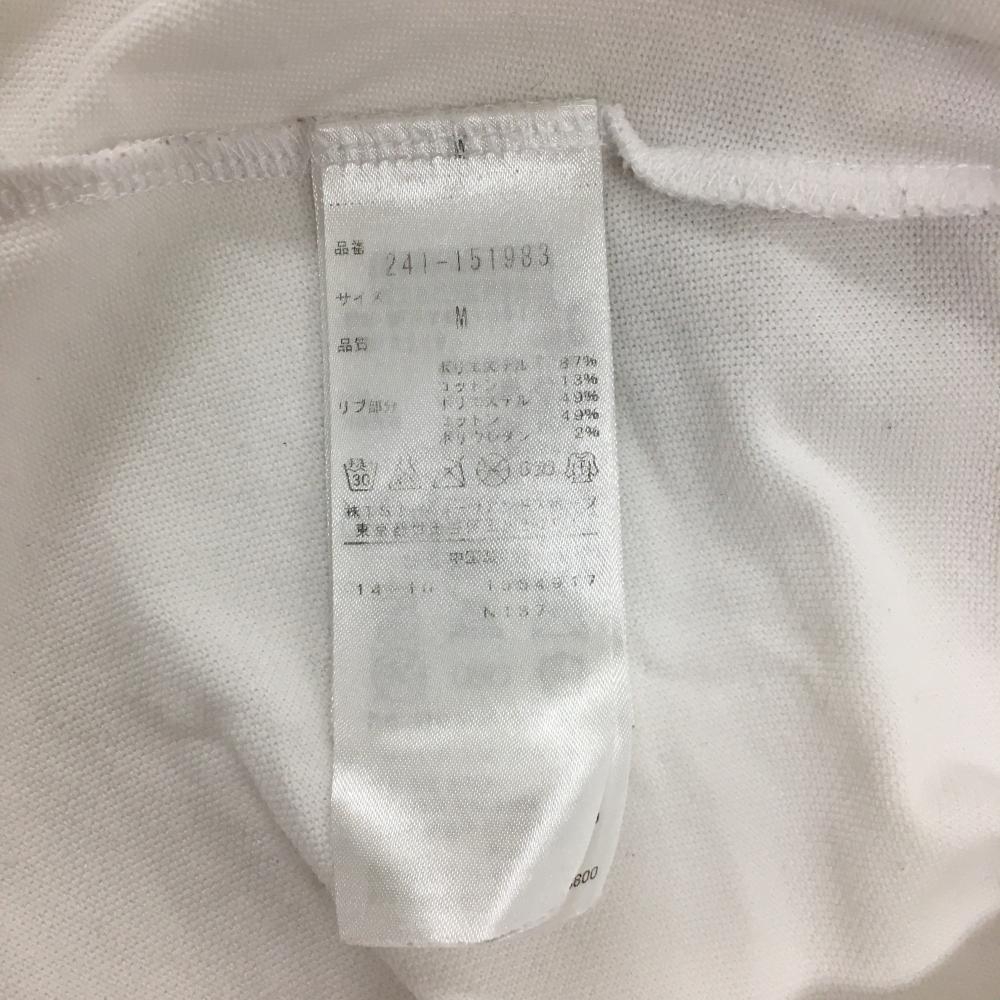 品番 241-151983
サイズ
M
品質
ポリエステル 87%
コットン 13%
リブ部分 ポリエステル 49%
コットン 49%
ポリウレタン 2%
30
中国製
N137
800